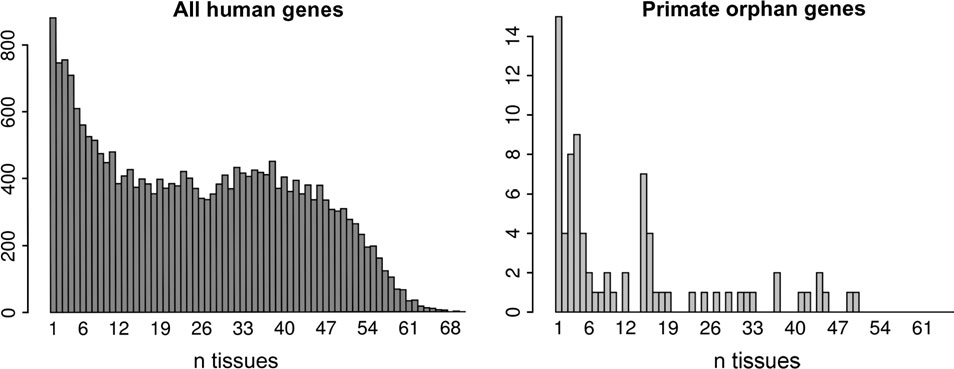 All human genes
800
600
400
200
0
1 6 12 19 26 33 40 47 54 61 68
n tissues
Primate orphan genes
14
12
10
8
6
4
2
0
1 6 12 19 26 33 40 47 54 61
n tissues